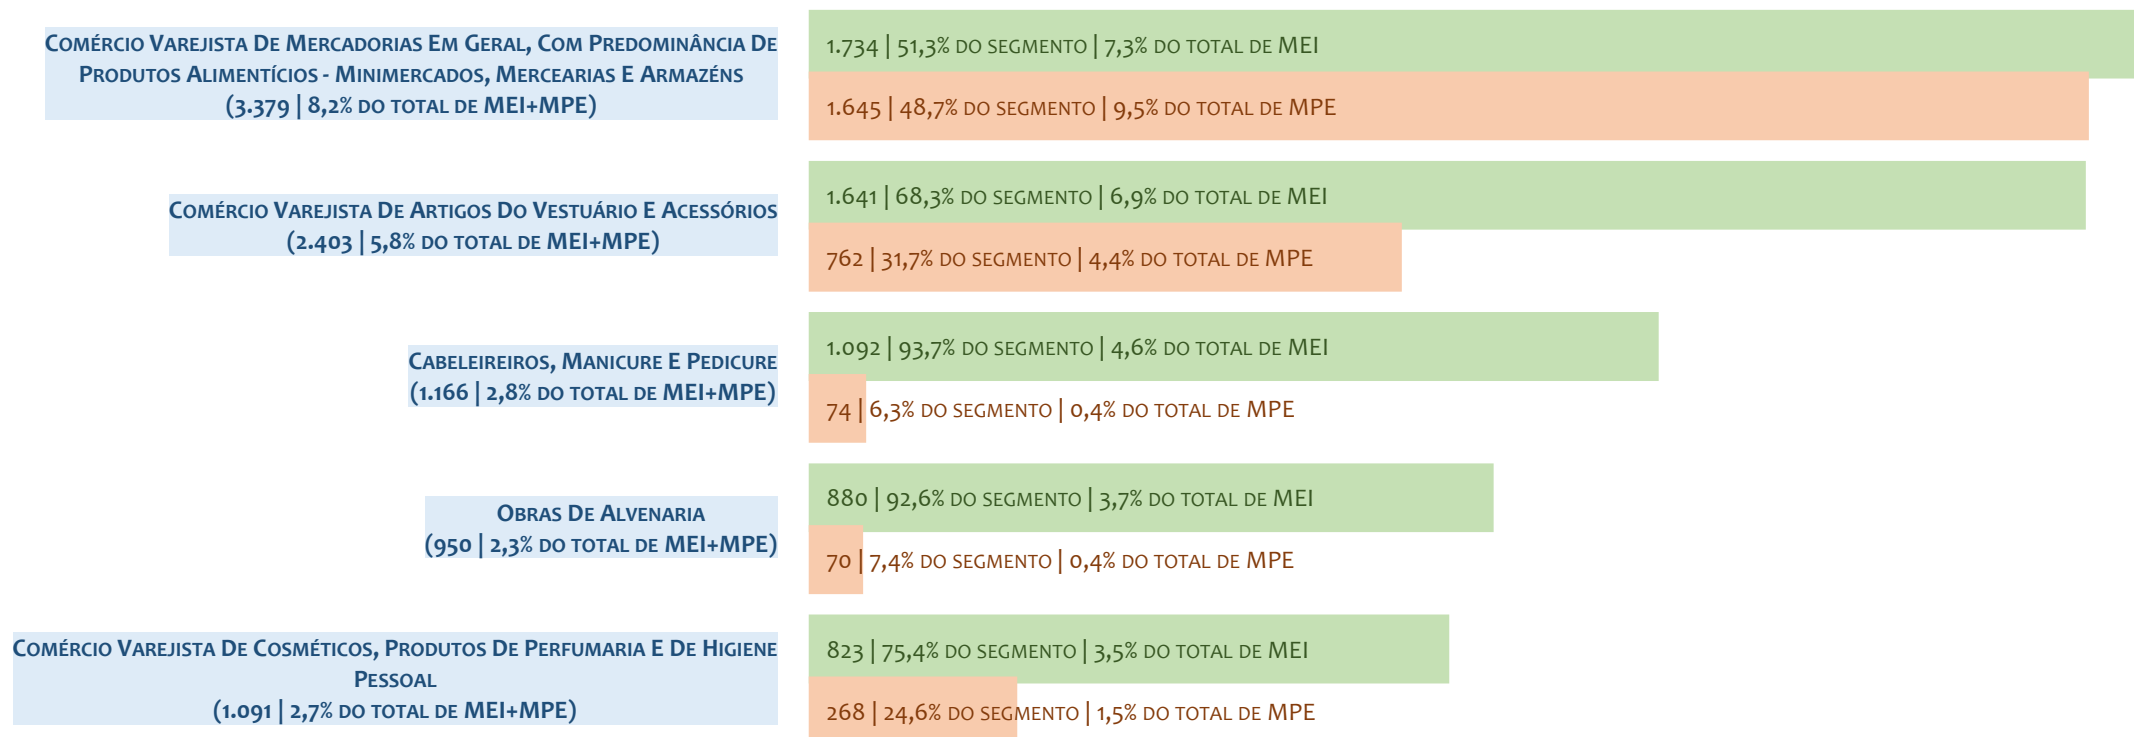 Comércio Varejista De Mercadorias Em Geral, Com Predominância De
Produtos Alimentícios - Minimercados, Mercearias E Armazéns
(3.379 | 8,2% do total de MEI+MPE)
1.734 | 51,3% do segmento | 7,3% do total de MEI
1.645 | 48,7% do segmento | 9,5% do total de MPE
Comércio Varejista De Artigos Do Vestuário E Acessórios
(2.403 | 5,8% do total de MEI+MPE)
1.641 | 68,3% do segmento | 6,9% do total de MEI
762 | 31,7% do segmento | 4,4% do total de MPE
Cabeleireiros, Manicure E Pedicure
(1.166 | 2,8% do total de MEI+MPE)
1.092 | 93,7% do segmento | 4,6% do total de MEI
74 | 6,3% do segmento | 0,4% do total de MPE
Obras De Alvenaria
(950 | 2,3% do total de MEI+MPE)
880 | 92,6% do segmento | 3,7% do total de MEI
70 | 7,4% do segmento | 0,4% do total de MPE
Comércio Varejista De Cosméticos, Produtos De Perfumaria E De Higiene
Pessoal
(1.091 | 2,7% do total de MEI+MPE)
823 | 75,4% do segmento | 3,5% do total de MEI
268 | 24,6% do segmento | 1,5% do total de MPE